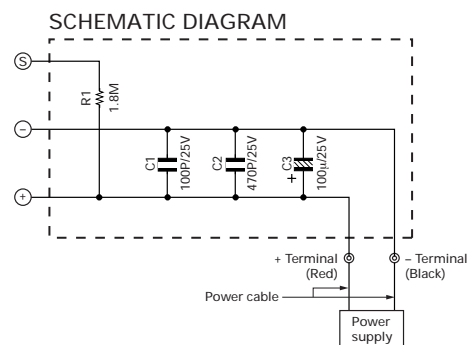 SCHEMATIC DIAGRAM
S
R1
1.8M
–
C1
100P/25V
C2
470P/25V
C3
100µ/25V
+
+
+ Terminal
(Red)
– Terminal
(Black)
Power cable
Power
supply